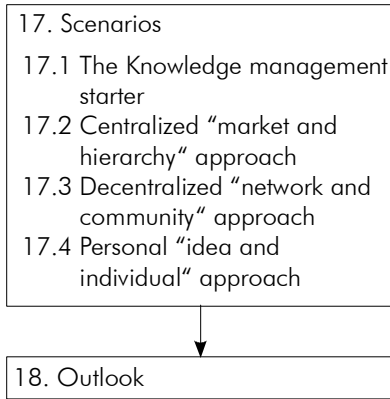 17. Scenarios
17.1 The Knowledge management
starter
17.2 Centralized “market and
hierarchy“ approach
17.3 Decentralized “network and
community“ approach
17.4 Personal “idea and
individual“ approach
18. Outlook